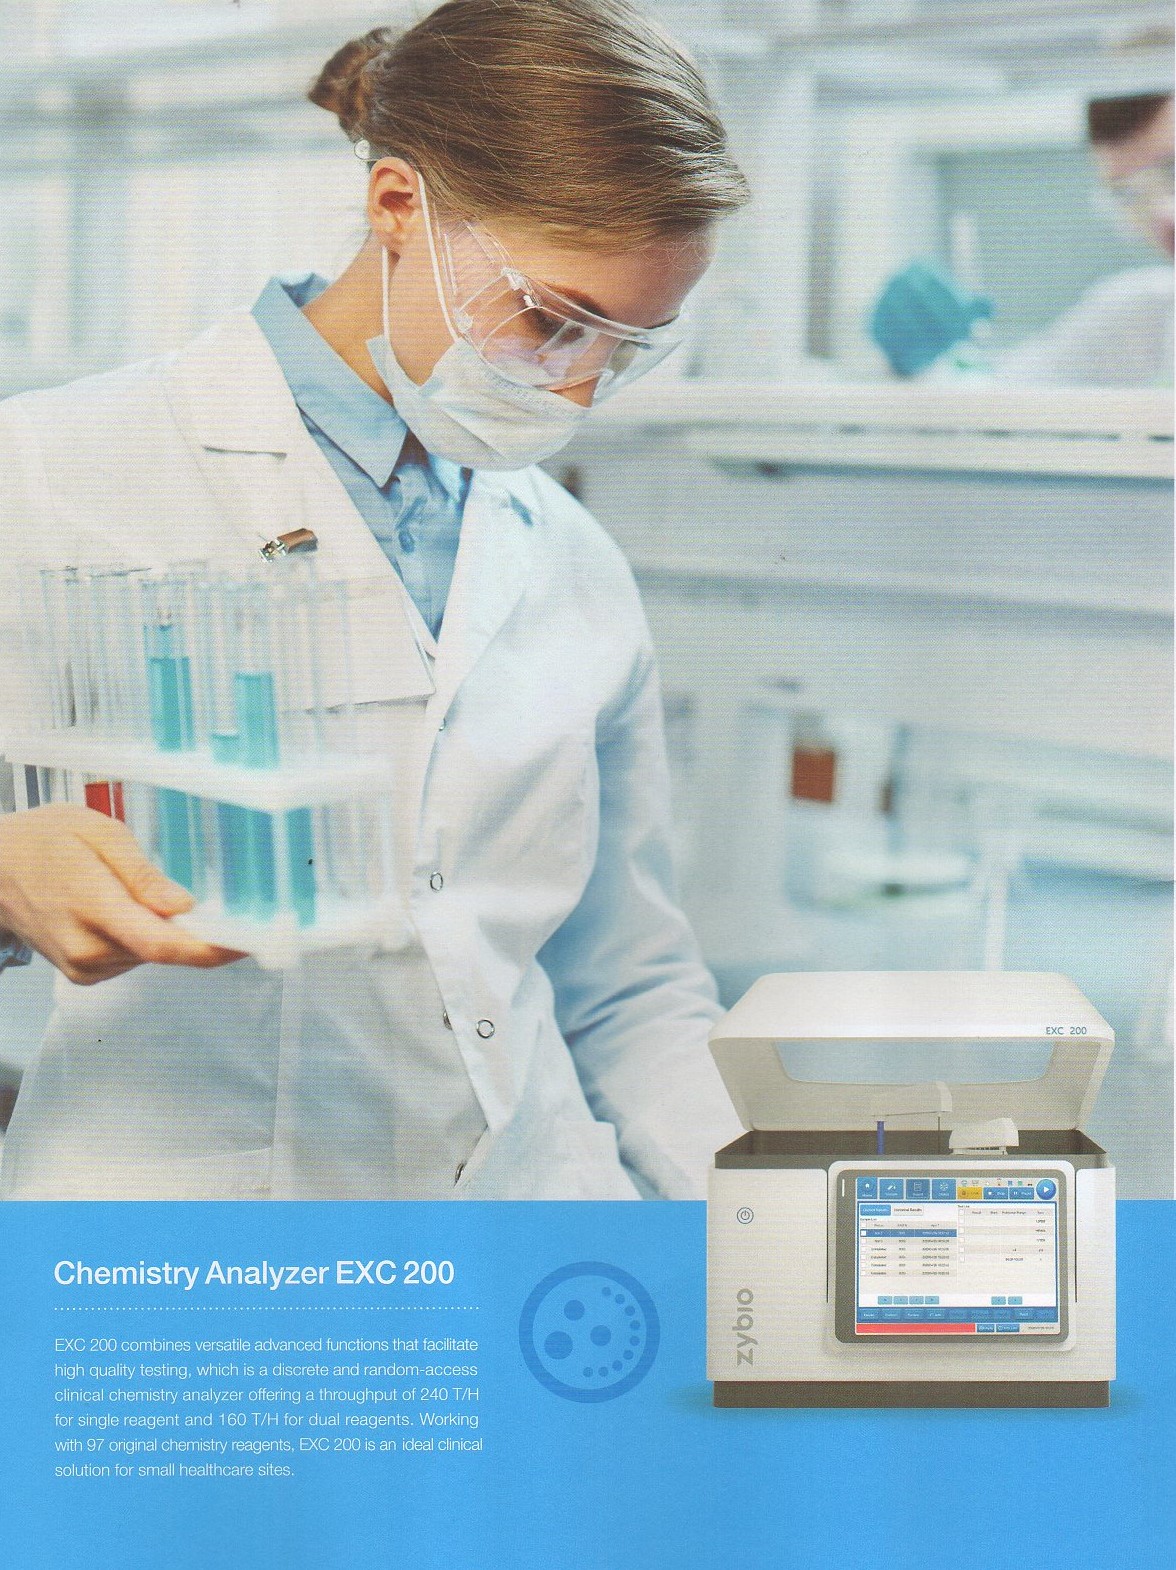 EXC 200
zybio
Chemistry Analyzer EXC 200
EXC 200 combines versatile advanced functions that facilitate
high quality testing, which is a discrete and random-access
clinical chemistry analyzer offering a throughput of 240 T/H
for single reagent and 160 T/H for dual reagents. Working
with 97 original chemistry reagents, EXC 200 is an ideal clinical
solution for small healthcare sites.